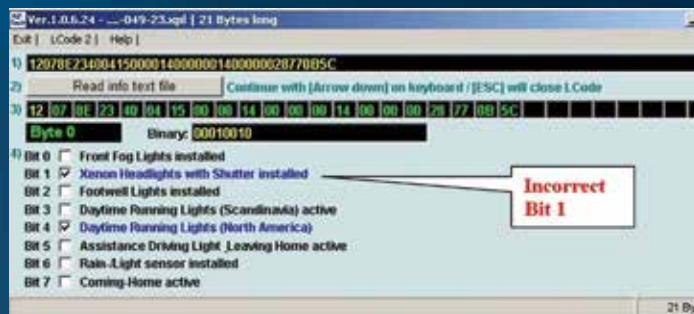 Ver.1.0.6.24 - ...-049-23.xpl | 21 Bytes long
Exit | LCode 2 | Help |
1) 12078E234004150000140000001400000028770B5C
2) Read info text file Continue with [Arrow down] on keyboard / [ESC] will close LCode
3) 12 07 8E 23 40 04 15 00 00 14 00 00 00 14 00 00 00 28 77 0B 5C
Byte 0 Binary: 00010010
4) Bit 0 Front Fog Lights installed
Bit 1 Xenon Headlights with Shutter installed
Bit 2 Footwell Lights installed
Bit 3 Daytime Running Lights (Scandinavia) active
Bit 4 Daytime Running Lights (North America)
Bit 5 Assistance Driving Light_Leaving Home active
Bit 6 Rain-/Light sensor installed
Bit 7 Coming-Home active
Incorrect
Bit 1
21 By